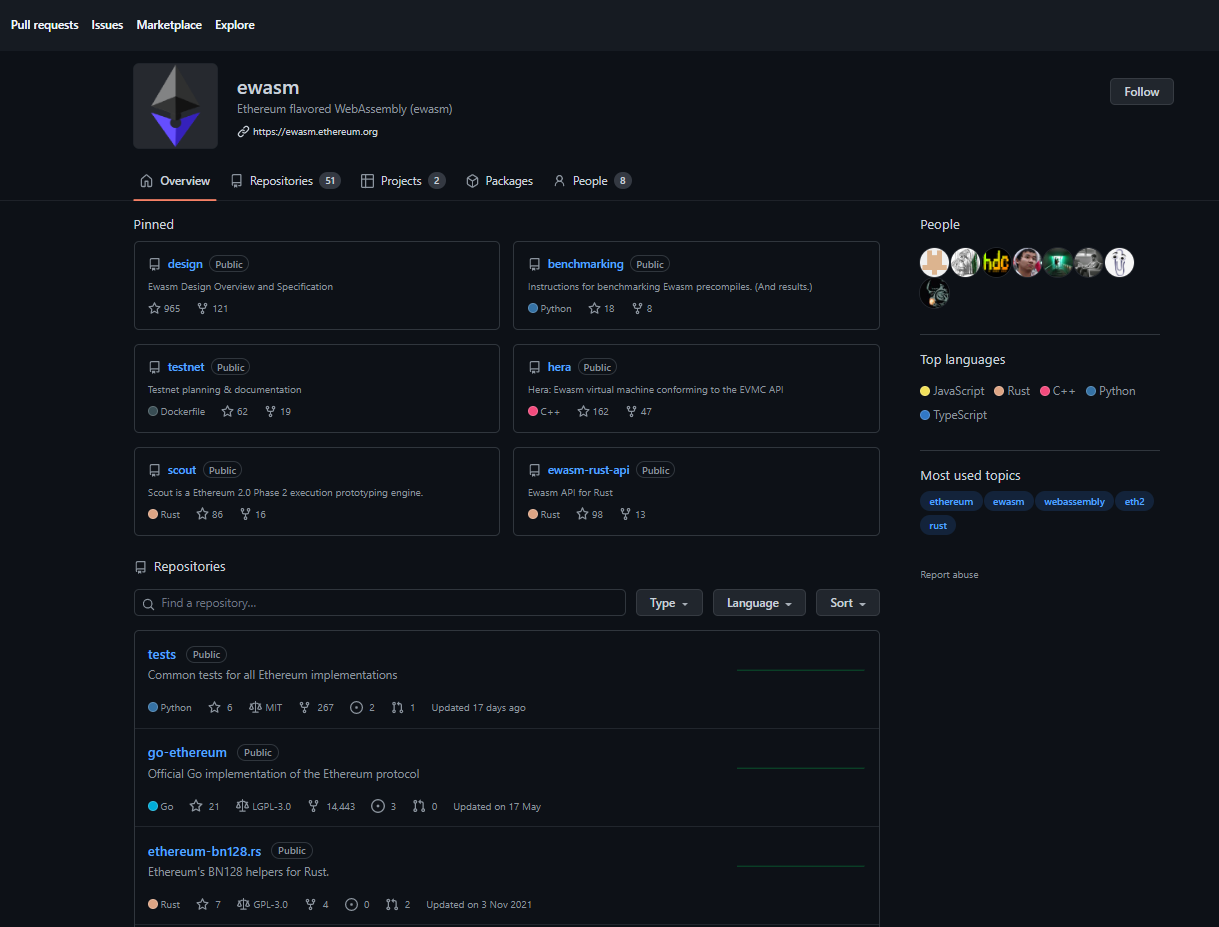 Pull requests Issues Marketplace Explore
ewasm
Ethereum flavored WebAssembly (ewasm)
https://ewasm.ethereum.org
Follow
Overview Repositories 51 Projects 2 Packages People 8
Pinned
design Public
Ewasm Design Overview and Specification
965 121
benchmarking Public
Instructions for benchmarking Ewasm precompiles. (And results.)
Python 18 8
testnet Public
Testnet planning & documentation
Dockerfile 62 19
hera Public
Hera: Ewasm virtual machine conforming to the EVMC API
C++ 162 47
scout Public
Scout is a Ethereum 2.0 Phase 2 execution prototyping engine.
Rust 86 16
ewasm-rust-api Public
Ewasm API for Rust
Rust 98 13
Repositories
Find a repository...
Type Language Sort
tests Public
Common tests for all Ethereum implementations
Python 6 MIT 267 2 1 Updated 17 days ago
go-ethereum Public
Official Go implementation of the Ethereum protocol
Go 21 LGPL-3.0 14,443 3 0 Updated on 17 May
ethereum-bn128.rs Public
Ethereum's BN128 helpers for Rust.
Rust 7 GPL-3.0 4 0 2 Updated on 3 Nov 2021
People
hdc
Top languages
JavaScript Rust C++ Python
TypeScript
Most used topics
ethereum ewasm webassembly eth2
rust
Report abuse